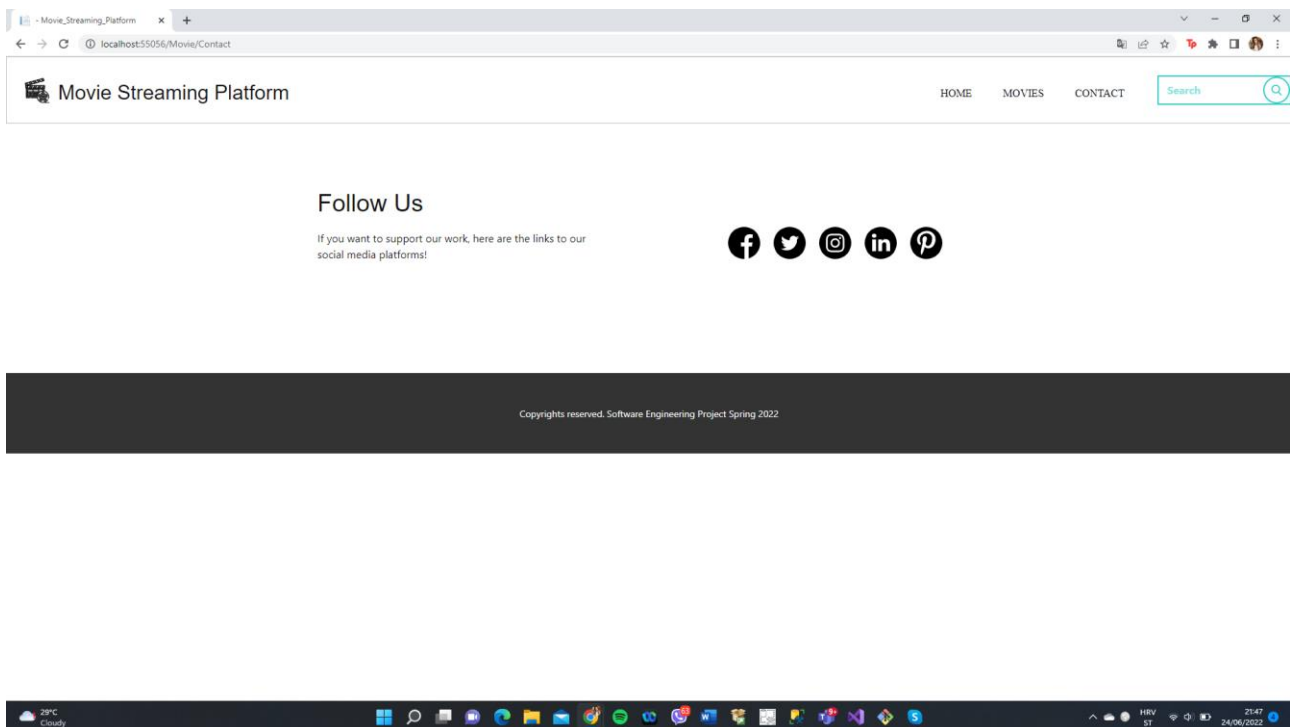 - Movie_Streaming_Platform
localhost:55056/Movie/Contact
Tp
Movie Streaming Platform
HOME MOVIES CONTACT Search
Follow Us
If you want to support our work, here are the links to our
social media platforms!
Copyrights reserved. Software Engineering Project Spring 2022
29°C
Cloudy
HRV
ST
21:47
24/06/2022